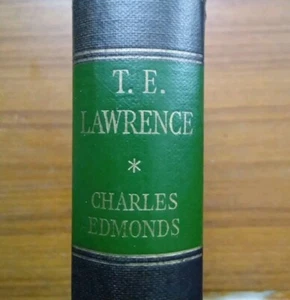 T. E.
LAWRENCE
*
CHARLES
EDMONDS